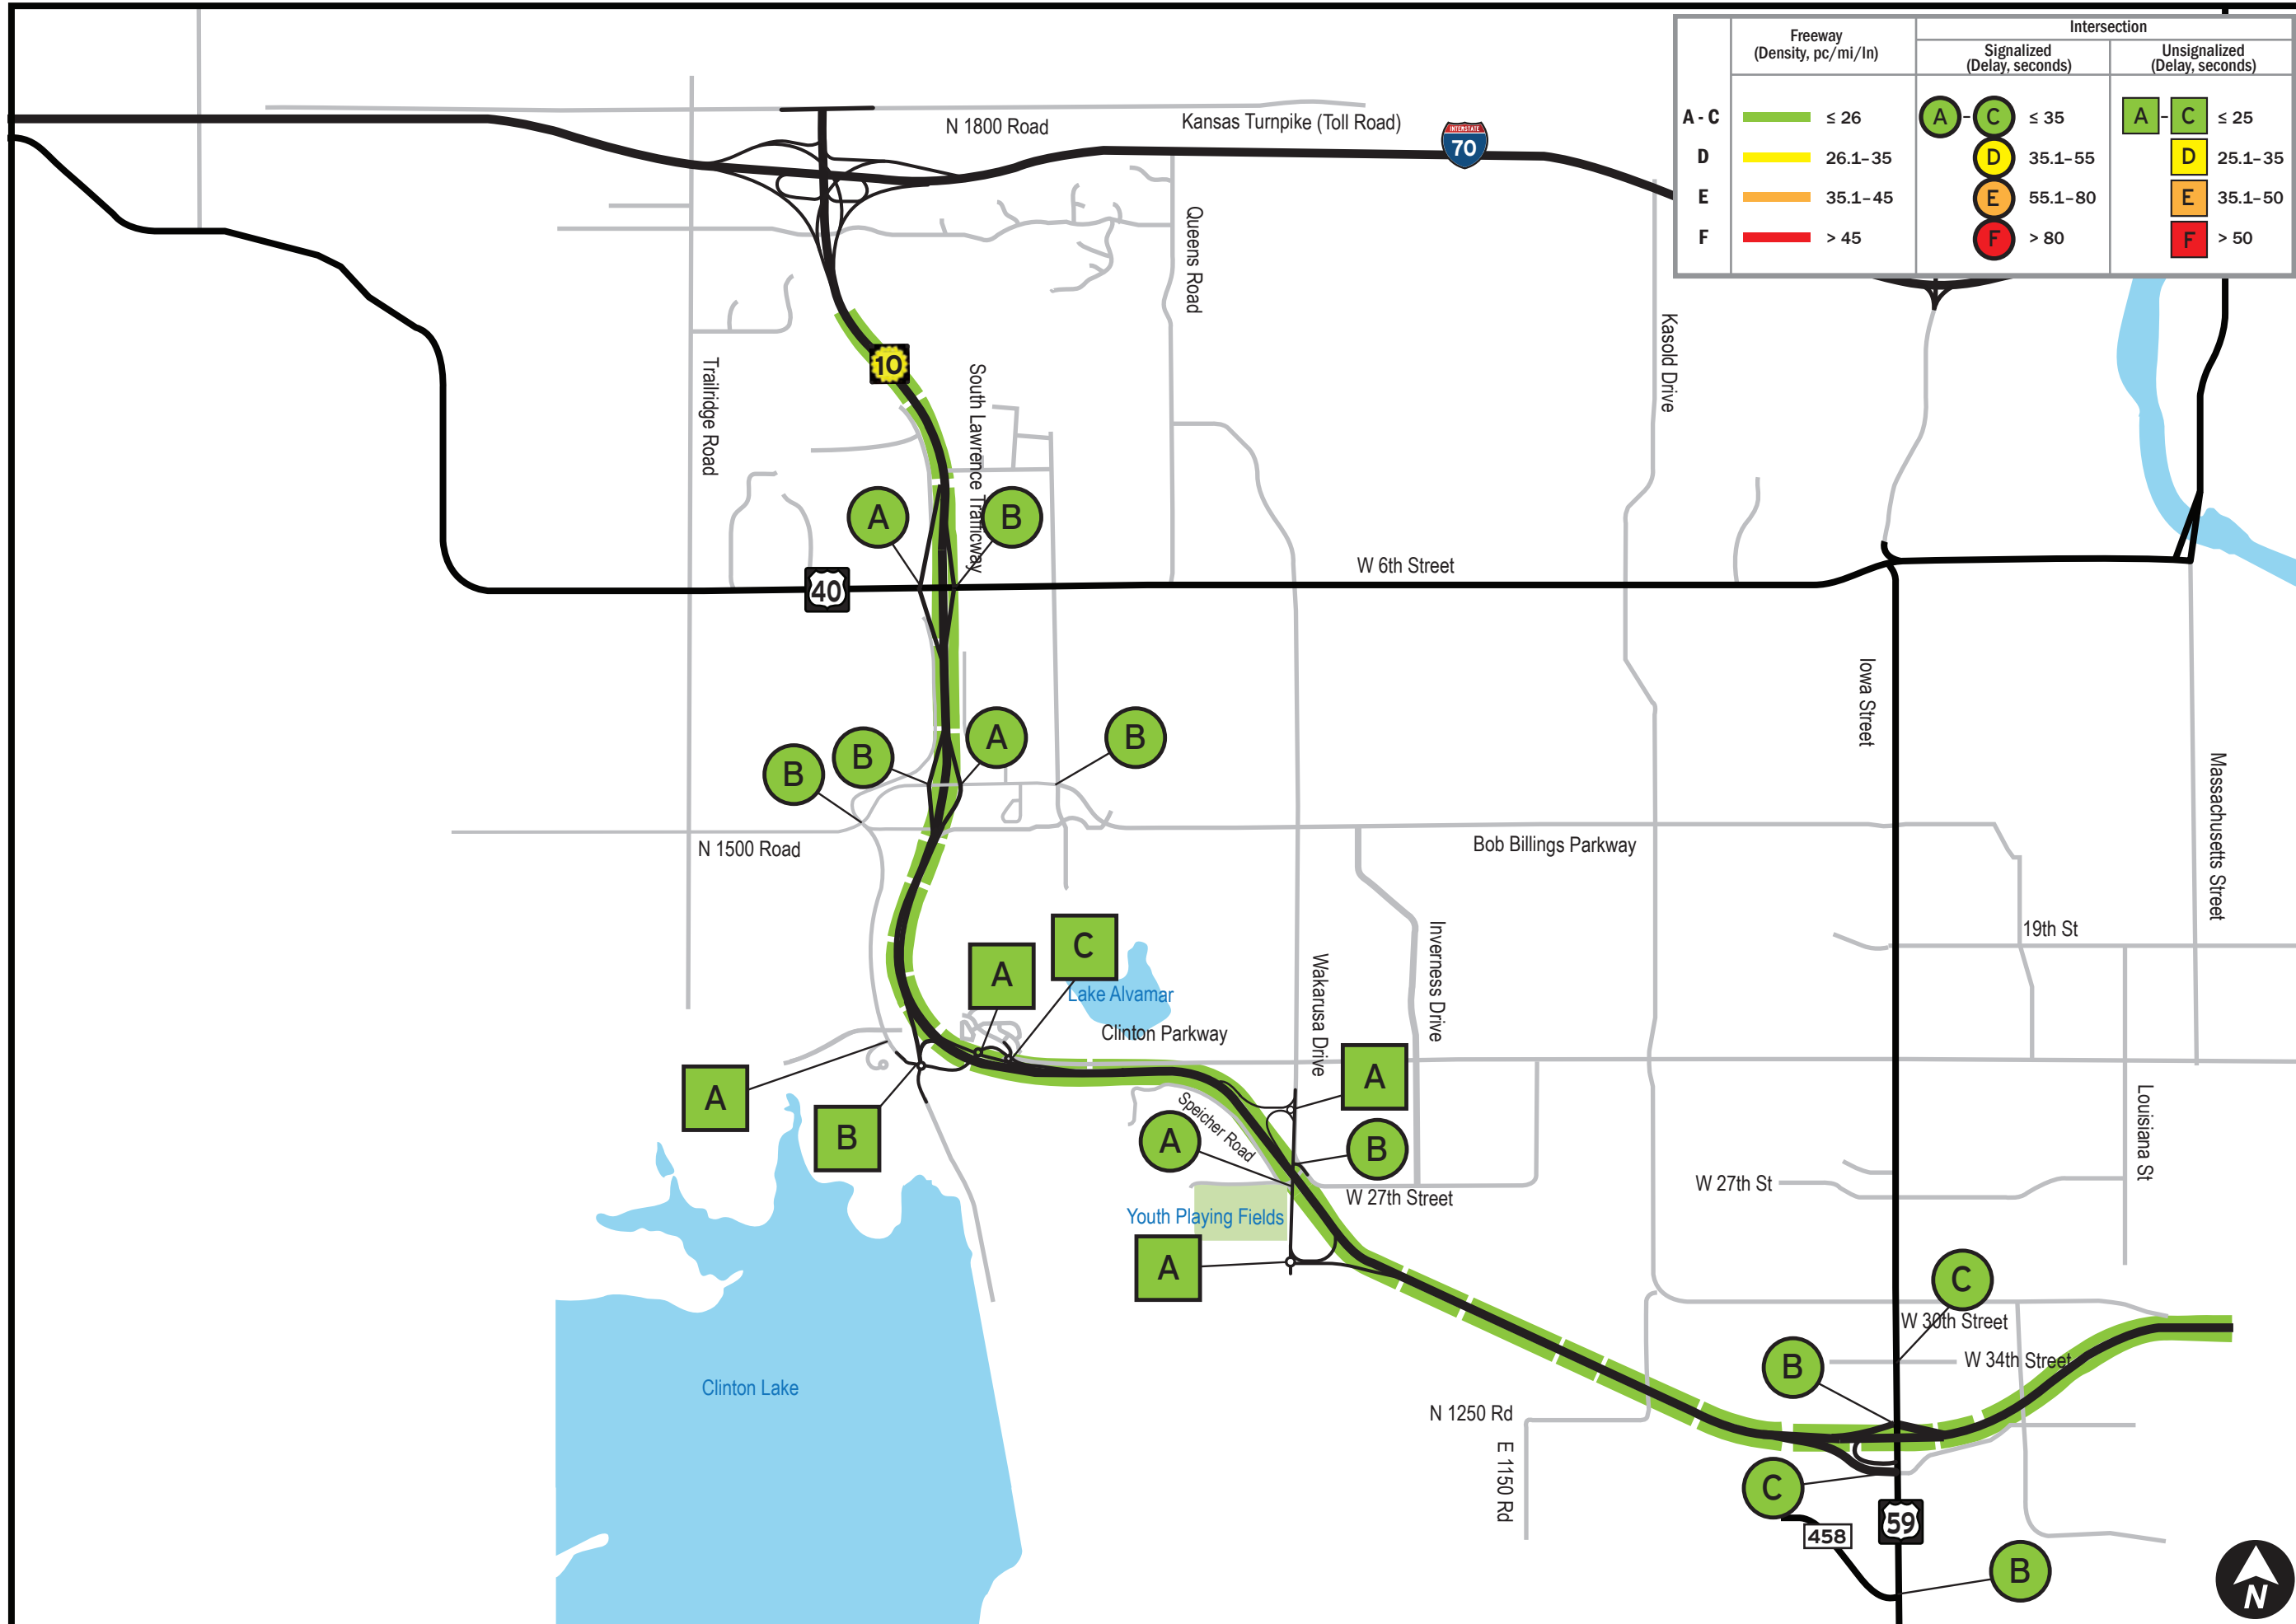 Freeway
(Density, pc/mi/ln)
Intersection
Signalized
(Delay, seconds)
Unsignalized
(Delay, seconds)
A - C ≤ 26 A - C ≤ 35 A - C ≤ 25
D 26.1–35 D 35.1–55 D 25.1–35
E 35.1–45 E 55.1–80 E 35.1–50
F > 45 F > 80 F > 50
N 1800 Road
Kansas Turnpike (Toll Road)
INTERSTATE
70
Queens Road
Kasold Drive
10
Trailridge Road
South Lawrence Trafficway
A
B
W 6th Street
40
Iowa Street
B
B
A
B
Massachusetts Street
N 1500 Road
Bob Billings Parkway
19th St
C
A
Lake Alvamar
Clinton Parkway
Wakarusa Drive
Inverness Drive
A
B
A
Speicher Road
A
B
Louisiana St
W 27th St
W 27th Street
Youth Playing Fields
A
C
W 30th Street
W 34th Street
B
Clinton Lake
N 1250 Rd
E 1150 Rd
C
59
458
B
N